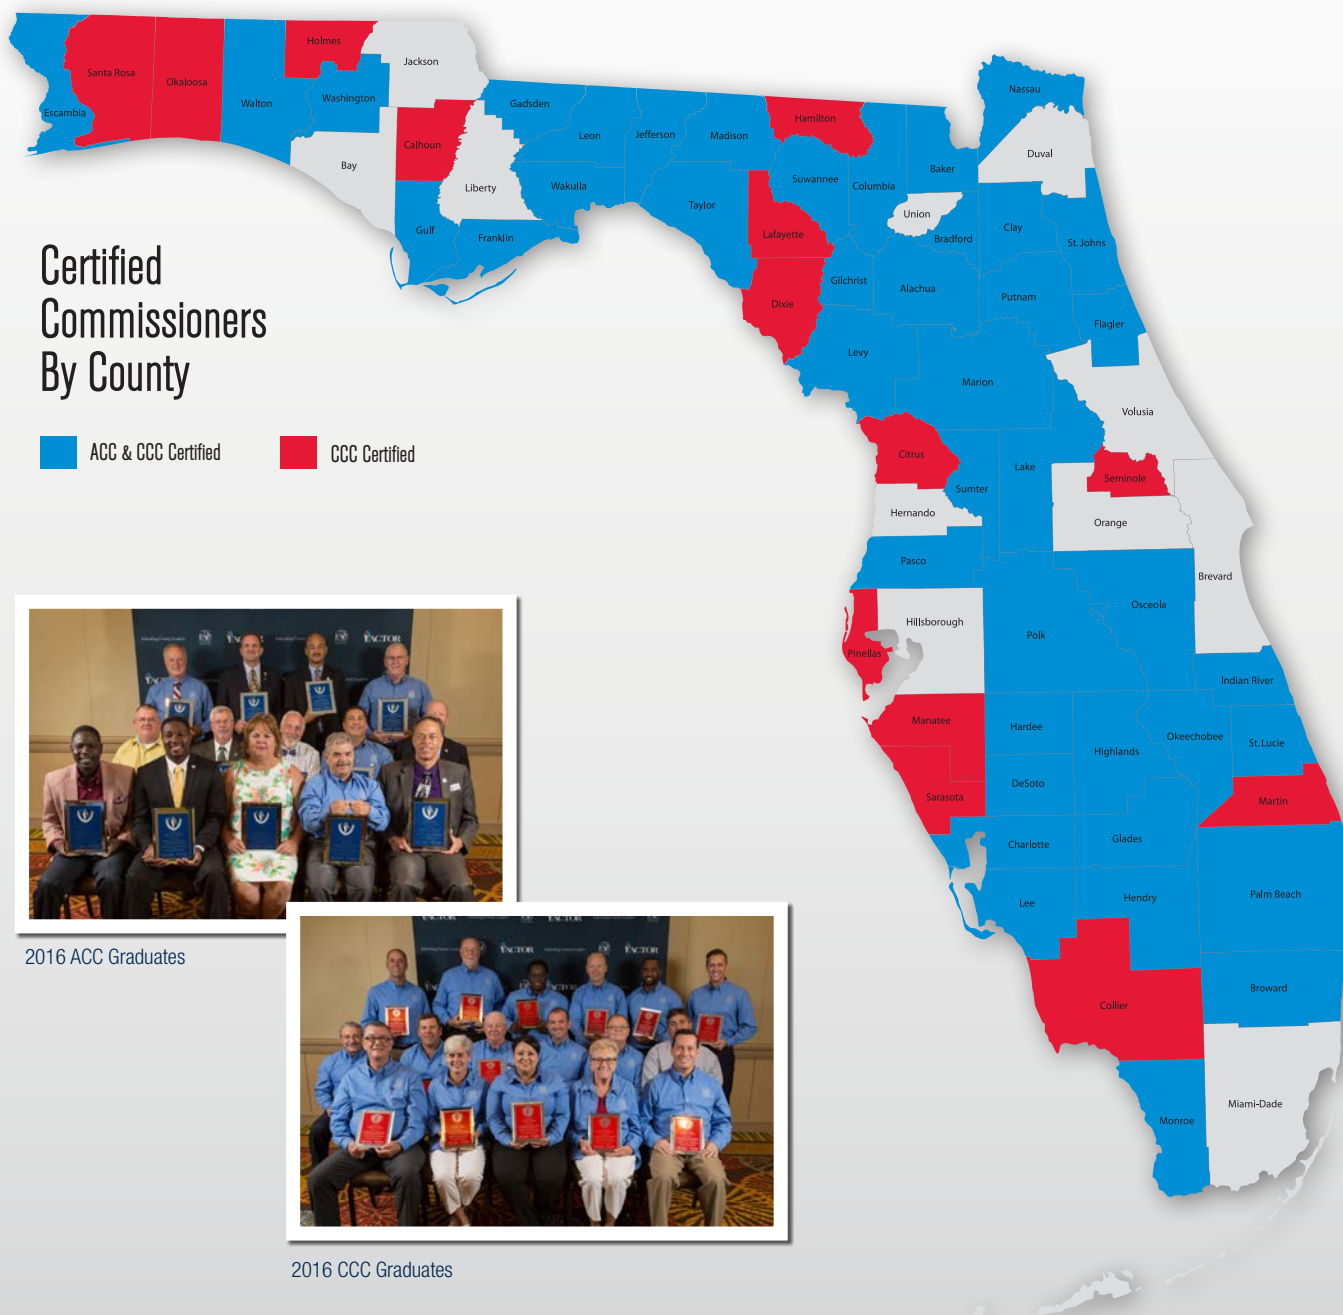 Santa Rosa
Okaloosa
Holmes
Jackson
Escambia
Walton
Washington
Calhoun
Bay
Liberty
Gulf
Franklin
Gadsden
Leon
Wakulla
Jefferson
Madison
Taylor
Hamilton
Suwannee
Lafayette
Dixie
Columbia
Baker
Nassau
Duval
Union
Bradford
Clay
St. Johns
Gilchrist
Alachua
Putnam
Flagler
Levy
Marion
Volusia
Citrus
Sumter
Lake
Seminole
Orange
Hernando
Pasco
Brevard
Hillsborough
Pinellas
Polk
Osceola
Indian River
Manatee
Hardee
Highlands
Okeechobee
St. Lucie
Sarasota
DeSoto
Martin
Charlotte
Glades
Lee
Hendry
Palm Beach
Collier
Broward
Monroe
Miami-Dade
Certified
Commissioners
By County
ACC & CCC Certified
CCC Certified
2016 ACC Graduates
2016 CCC Graduates